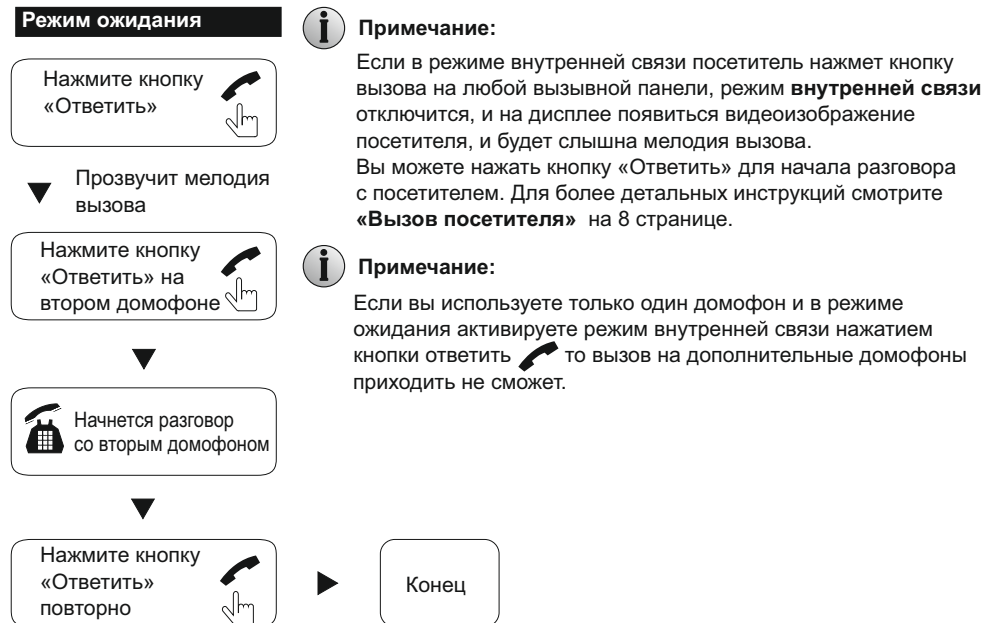 Режим ожидания
Нажмите кнопку
«Ответить»
Прозвучит мелодия
вызова
Нажмите кнопку
«Ответить» на
втором домофоне
Начнется разговор
со вторым домофоном
Нажмите кнопку
«Ответить»
повторно
Конец
Примечание:
Если в режиме внутренней связи посетитель нажмет кнопку
вызова на любой вызывной панели, режим внутренней связи
отключится, и на дисплее появиться видеоизображение
посетителя, и будет слышна мелодия вызова.
Вы можете нажать кнопку «Ответить» для начала разговора
с посетителем. Для более детальных инструкций смотрите
«Вызов посетителя» на 8 странице.
Примечание:
Если вы используете только один домофон и в режиме
ожидания активируете режим внутренней связи нажатием
кнопки ответить то вызов на дополнительные домофоны
приходить не сможет.